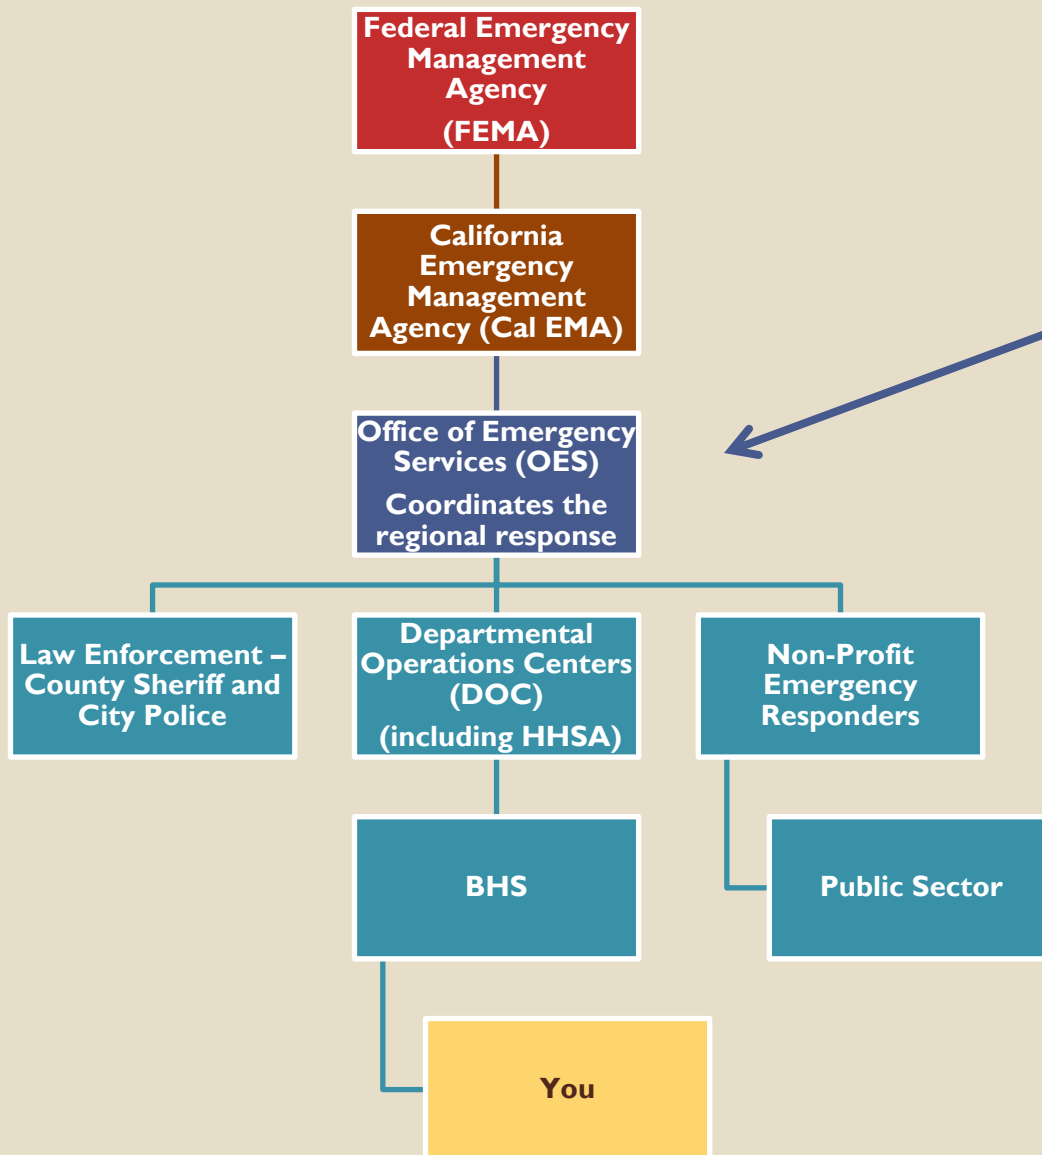 Federal Emergency
Management
Agency
(FEMA)
California
Emergency
Management
Agency (Cal EMA)
Office of Emergency
Services (OES)
Coordinates the
regional response
Law Enforcement –
County Sheriff and
City Police
Departmental
Operations Centers
(DOC)
(including HHSA)
Non-Profit
Emergency
Responders
BHS
Public Sector
You